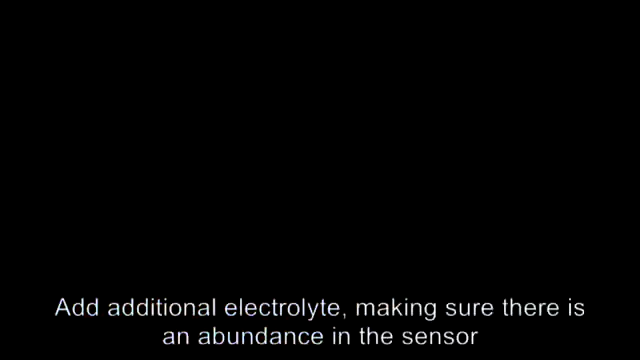 Add additional electrolyte, making sure there is
an abundance in the sensor